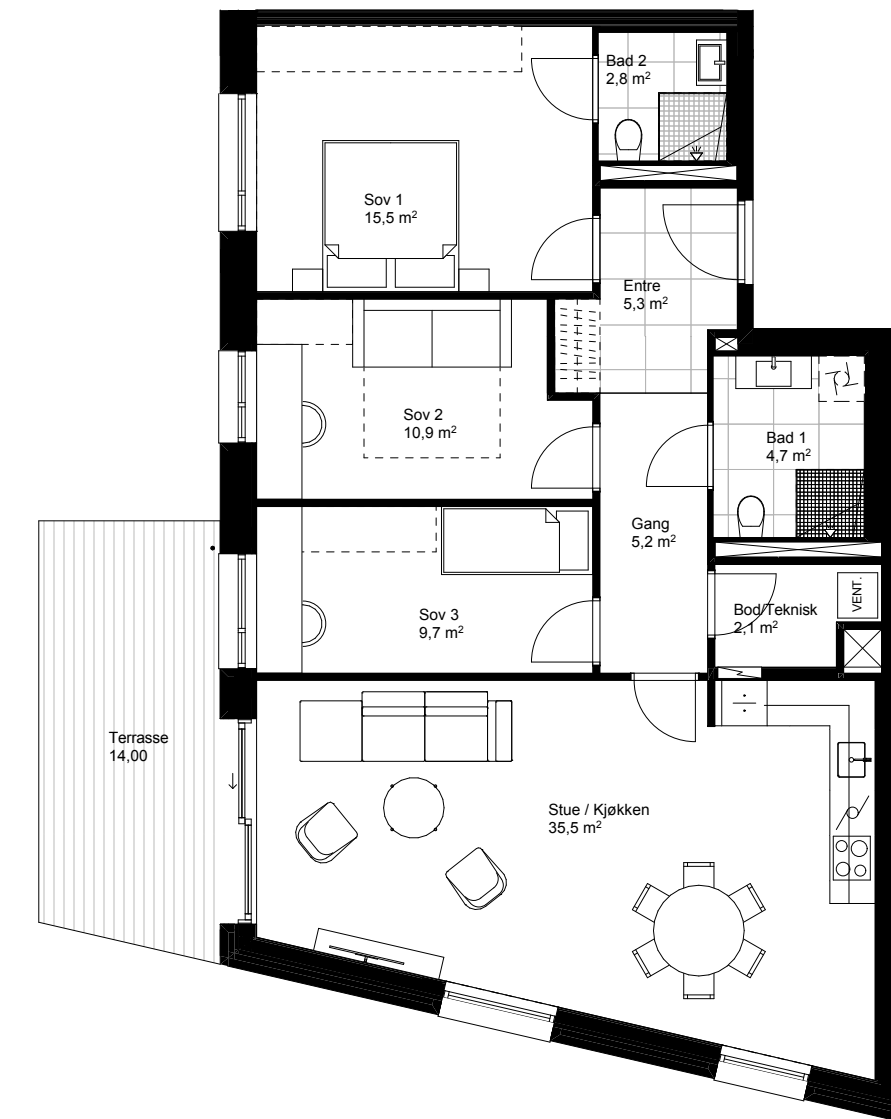 Bad 2
2,8 m²
Sov 1
15,5 m²
Entre
5,3 m²
Sov 2
10,9 m²
Bad 1
4,7 m²
Gang
5,2 m²
Sov 3
9,7 m²
Bod/Teknisk
2,1 m²
VENT.
Terrasse
14,00
Stue / Kjøkken
35,5 m²